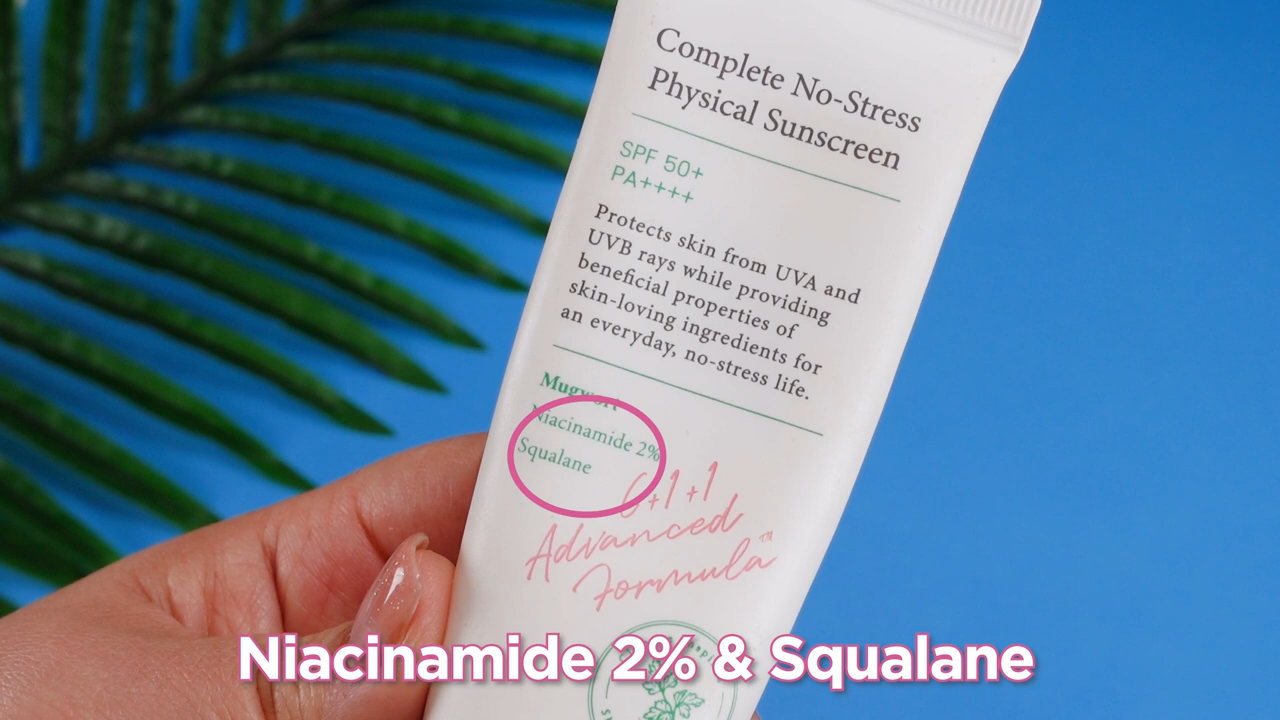 Complete No-Stress
Physical Sunscreen
SPF 50+
PA++++
Protects skin from UVA and
UVB rays while providing
beneficial properties of
skin-loving ingredients for
an everyday, no-stress life.
Mugwort
Niacinamide 2%
Squalane
6+1+1
Advanced
Formula™
Niacinamide 2% & Squalane